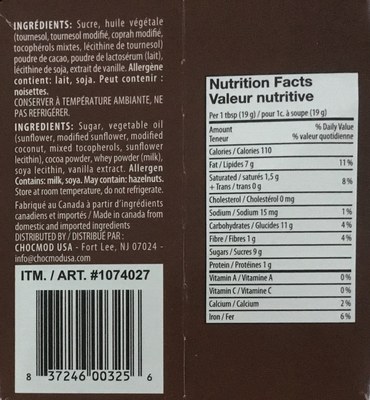 INGRÉDIENTS: Sucre, huile végétale
(tournesol, tournesol modifié, coprah modifié,
tocophérols mixtes, lécithine de tournesol)
poudre de cacao, poudre de lactosérum (lait),
lécithine de soja, extrait de vanille. Allergène
contient: lait, soja. Peut contenir :
noisettes.
CONSERVER À TEMPÉRATURE AMBIANTE, NE
PAS REFRIGÉRER.
INGREDIENTS: Sugar, vegetable oil
(sunflower, modified sunflower, modified
coconut, mixed tocopherols, sunflower
lecithin), cocoa powder, whey powder (milk),
soya lecithin, vanilla extract. Allergen
Contains: milk, soya. May contain: hazelnuts.
Store at room temperature, do not refrigerate.
Fabriqué au Canada à partir d'ingrédients
canadiens et importés / Made in canada from
domestic and imported ingredients
DISTRIBUTED BY / DISTRIBUÉ PAR :
CHOCMOD USA - Fort Lee, NJ 07024 -
info@chocmodusa.com
ITM. / ART. #1074027
8 37246 00325 6
Nutrition Facts
Valeur nutritive
Per 1 tbsp (19 g) / pour 1c. à soupe (19 g)
Amount % Daily Value
Teneur % valeur quotidienne
Calories / Calories 110
Fat / Lipides 7 g 11 %
Saturated / saturés 1,5 g
+ Trans / trans 0 g 8 %
Cholesterol / Cholestérol 0 mg
Sodium / Sodium 15 mg 1 %
Carbohydrates / Glucides 11 g 4 %
Fibre / Fibres 1 g 4 %
Sugars / Sucres 9 g
Protein / Protéines 1 g
Vitamin A / Vitamine A 0 %
Vitamin C / Vitamine C 0 %
Calcium / Calcium 2 %
Iron / Fer 6 %